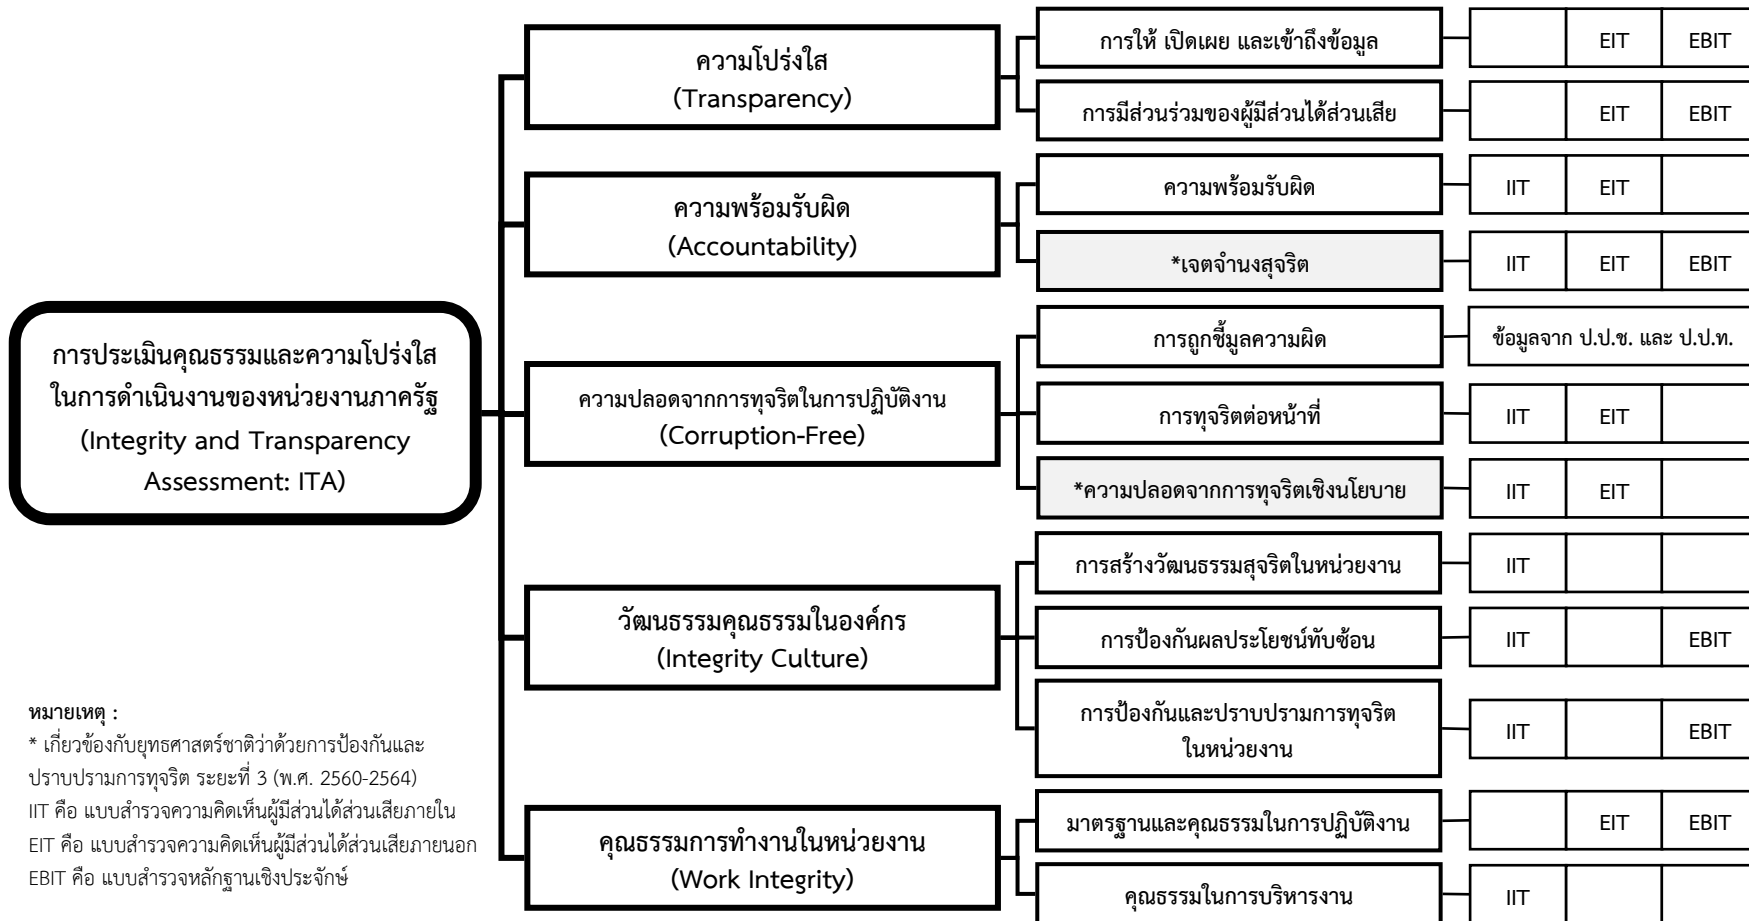 การประเมินคุณธรรมและความโปร่งใส
ในการดำเนินงานของหน่วยงานภาครัฐ
(Integrity and Transparency
Assessment: ITA)
ความโปร่งใส
(Transparency)
การให้ เปิดเผย และเข้าถึงข้อมูล
EIT
EBIT
การมีส่วนร่วมของผู้มีส่วนได้ส่วนเสีย
EIT
EBIT
ความพร้อมรับผิด
(Accountability)
ความพร้อมรับผิด
IIT
EIT
*เจตจำนงสุจริต
IIT
EIT
EBIT
ความปลอดจากการทุจริตในการปฏิบัติงาน
(Corruption-Free)
การถูกชี้มูลความผิด
ข้อมูลจาก ป.ป.ช. และ ป.ป.ท.
การทุจริตต่อหน้าที่
IIT
EIT
*ความปลอดจากการทุจริตเชิงนโยบาย
IIT
EIT
วัฒนธรรมคุณธรรมในองค์กร
(Integrity Culture)
การสร้างวัฒนธรรมสุจริตในหน่วยงาน
IIT
การป้องกันผลประโยชน์ทับซ้อน
IIT
EBIT
การป้องกันและปราบปรามการทุจริต
ในหน่วยงาน
IIT
EBIT
คุณธรรมการทำงานในหน่วยงาน
(Work Integrity)
มาตรฐานและคุณธรรมในการปฏิบัติงาน
EIT
EBIT
คุณธรรมในการบริหารงาน
IIT
หมายเหตุ :
* เกี่ยวข้องกับยุทธศาสตร์ชาติว่าด้วยการป้องกันและ
ปราบปรามการทุจริต ระยะที่ 3 (พ.ศ. 2560-2564)
IIT คือ แบบสำรวจความคิดเห็นผู้มีส่วนได้ส่วนเสียภายใน
EIT คือ แบบสำรวจความคิดเห็นผู้มีส่วนได้ส่วนเสียภายนอก
EBIT คือ แบบสำรวจหลักฐานเชิงประจักษ์